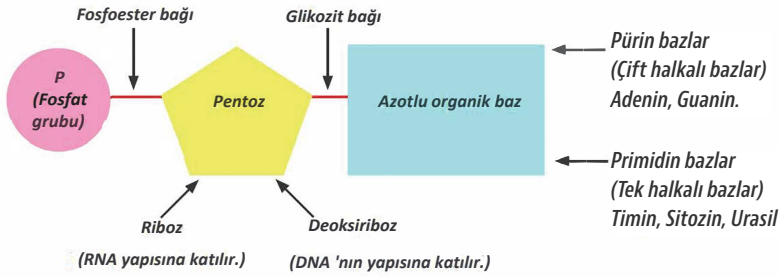 Fosfoester bağı
Glikozit bağı
P
(Fosfat
grubu)
Pentoz
Azotlu organik baz
Pürin bazlar
(Çift halkalı bazlar)
Adenin, Guanin.
Primidin bazlar
(Tek halkalı bazlar)
Timin, Sitozin, Urasil
Riboz
(RNA yapısına katılır.)
Deoksiriboz
(DNA 'nın yapısına katılır.)